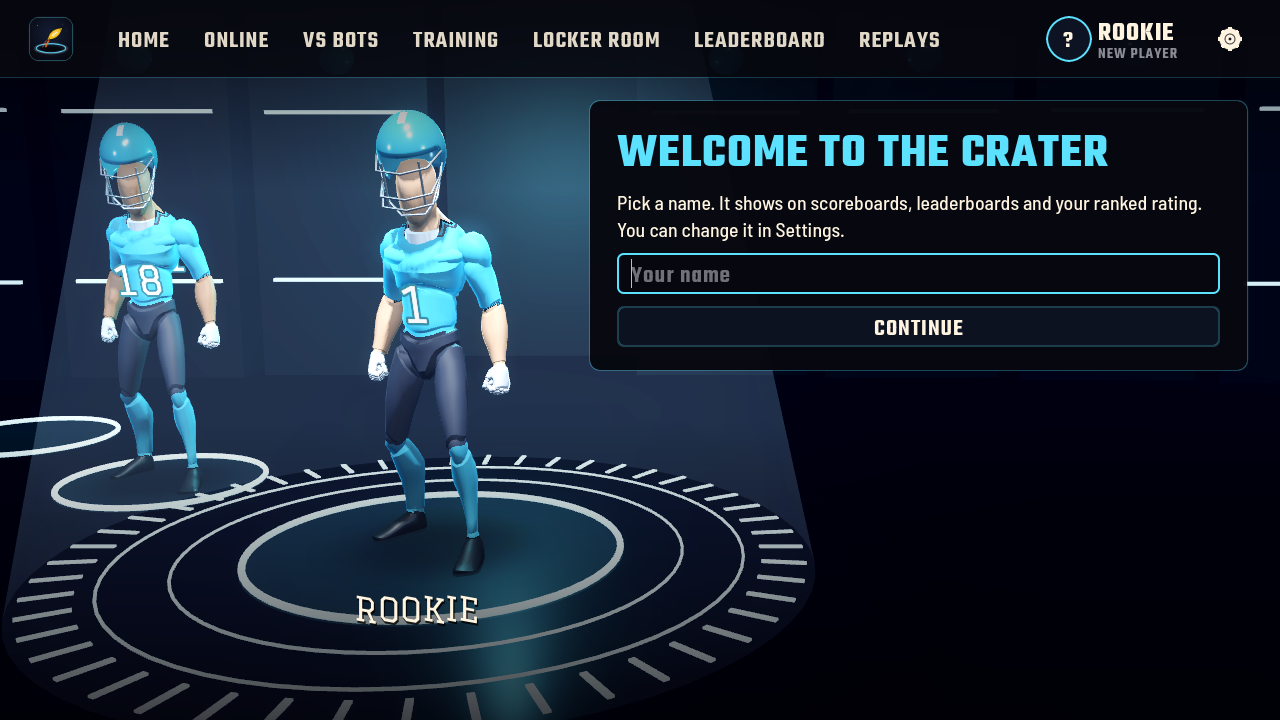 HOME ONLINE VS BOTS TRAINING LOCKER ROOM LEADERBOARD REPLAYS
? ROOKIE
NEW PLAYER
WELCOME TO THE CRATER
Pick a name. It shows on scoreboards, leaderboards and your ranked rating.
You can change it in Settings.
Your name
CONTINUE
18
1
ROOKIE